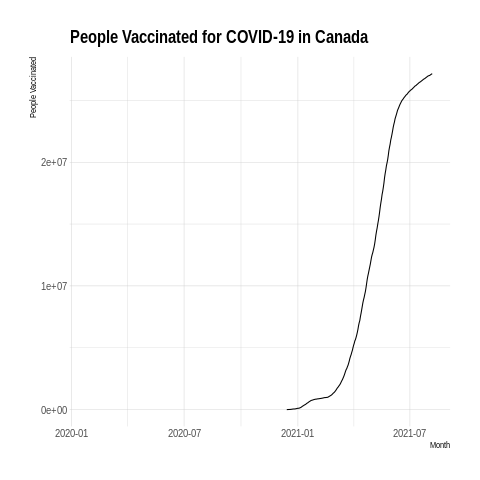 People Vaccinated for COVID-19 in Canada
People Vaccinated
2e+07
1e+07
0e+00
2020-01
2020-07
2021-01
2021-07
Month